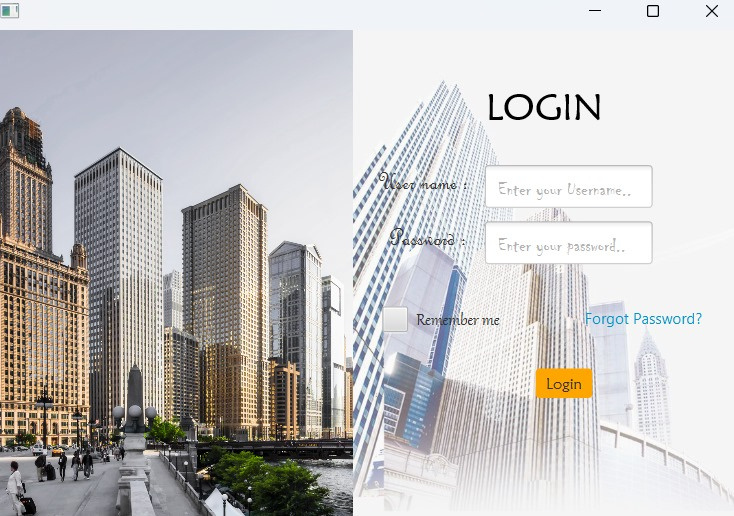 LOGIN
User name :
Enter your Username..
Password :
Enter your password..
Remember me
Forgot Password?
Login